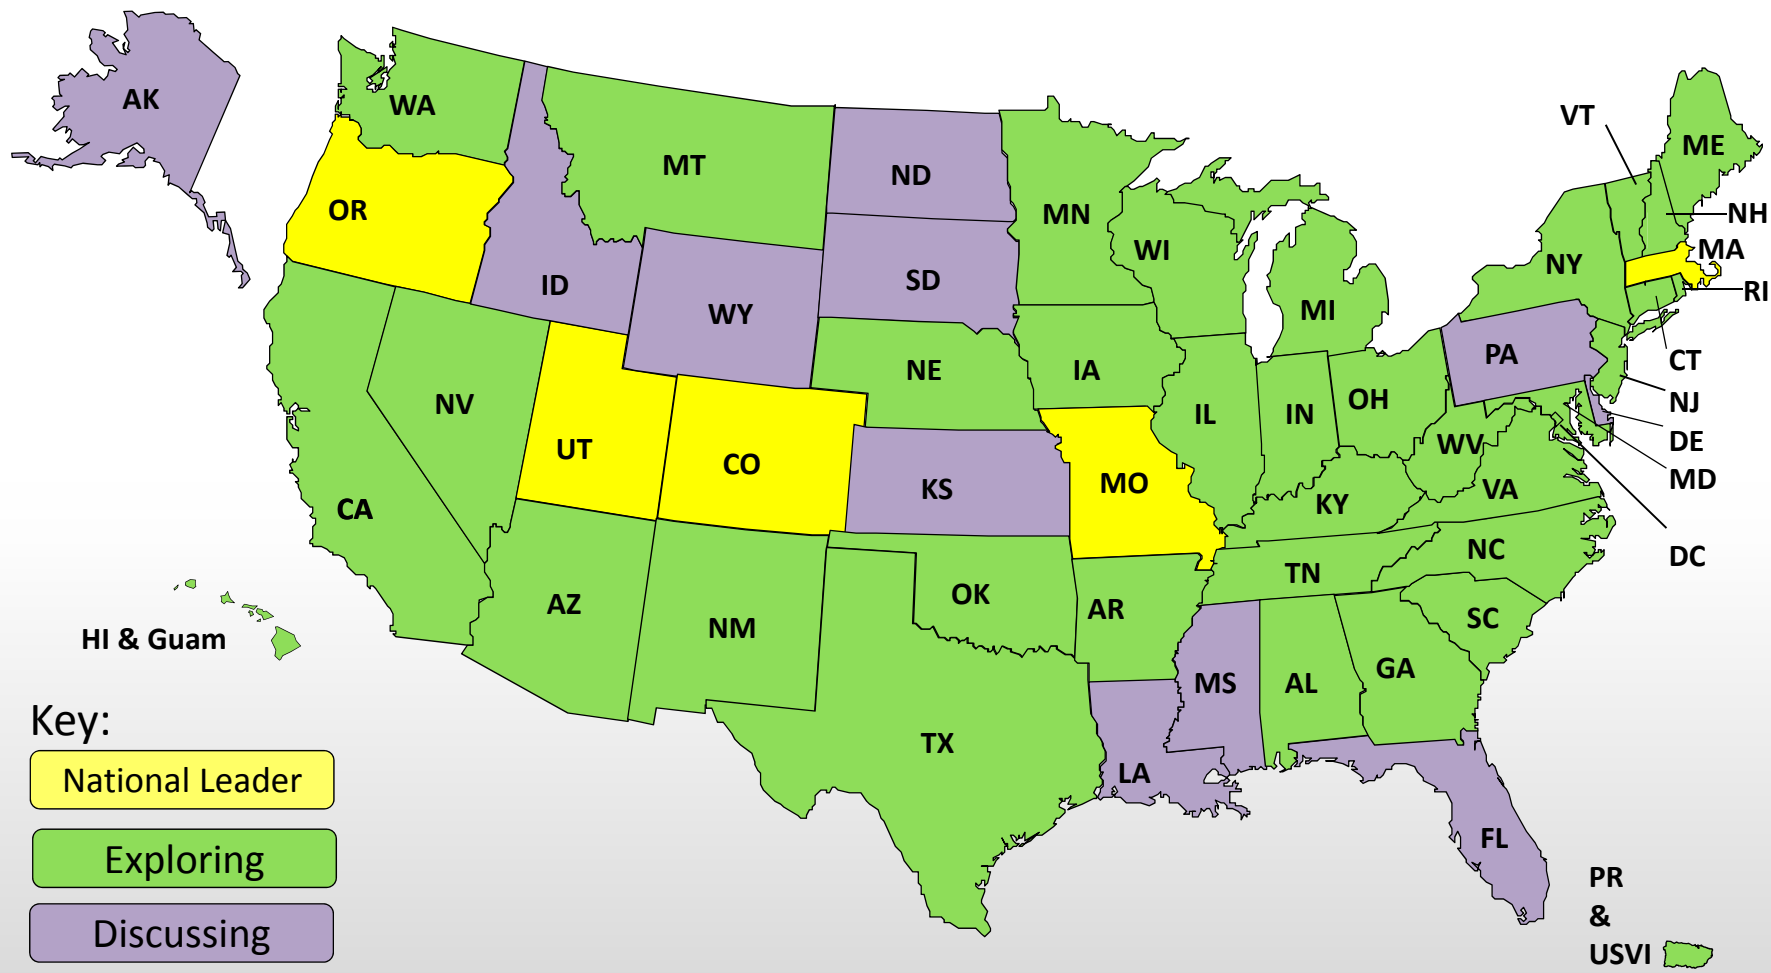 AK
WA
MT
ND
MN
VT
ME
OR
ID
WY
SD
WI
MI
NY
NH
MA
RI
NV
UT
CO
NE
IA
IL
IN
OH
PA
CT
NJ
DE
MD
DC
CA
KS
MO
KY
WV
VA
AZ
NM
OK
AR
TN
NC
SC
HI & Guam
TX
LA
MS
AL
GA
FL
PR
&
USVI
Key:
National Leader
Exploring
Discussing